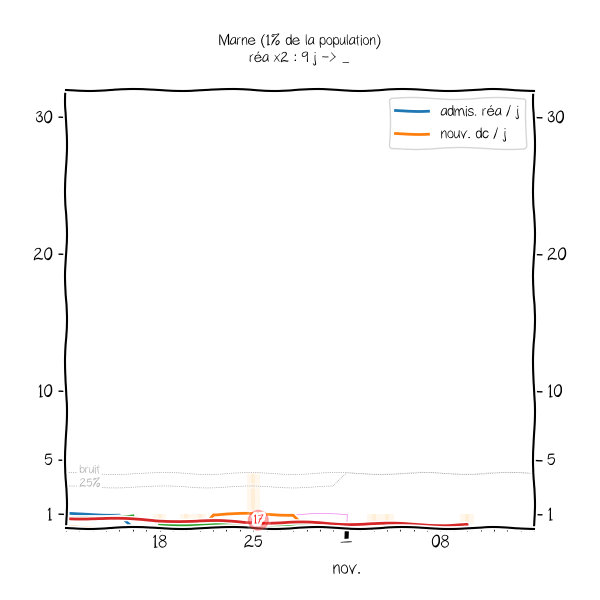 Marne (1% de la population)
réa x2 : 9 j -> _
admis. réa / j
nouv. dc / j
30
30
20
20
10
10
5
5
bruit
25%
1
1
17
18
25
1
08
nov.